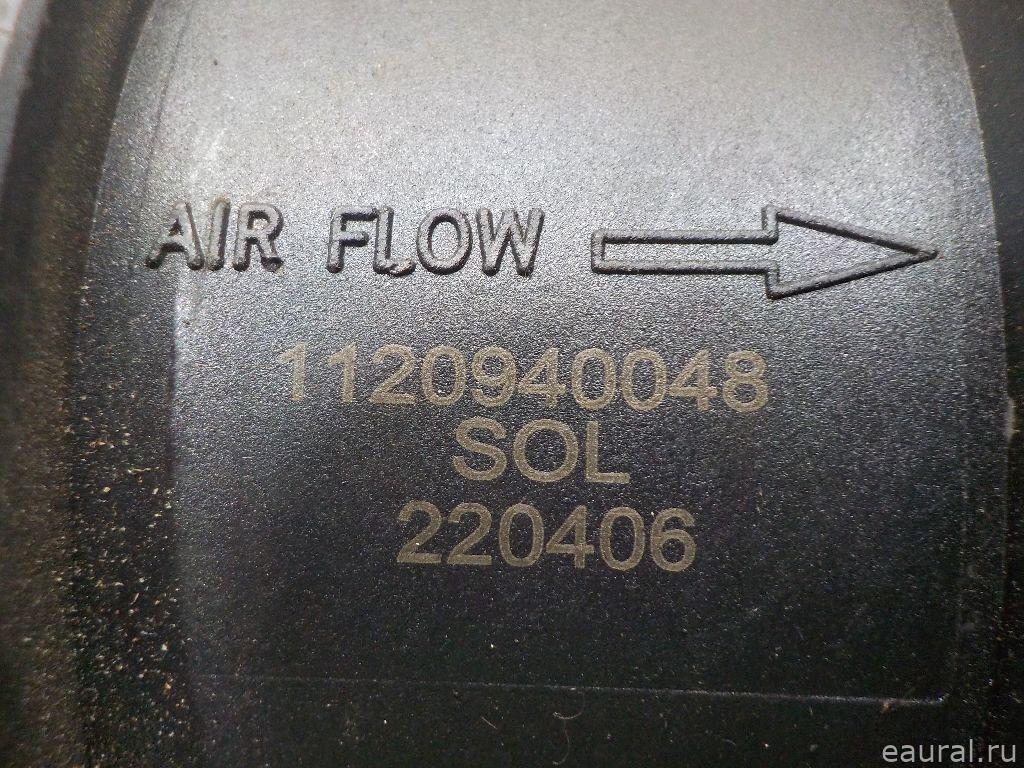 AIR FLOW
1120940048
SOL
220406
eaural.ru